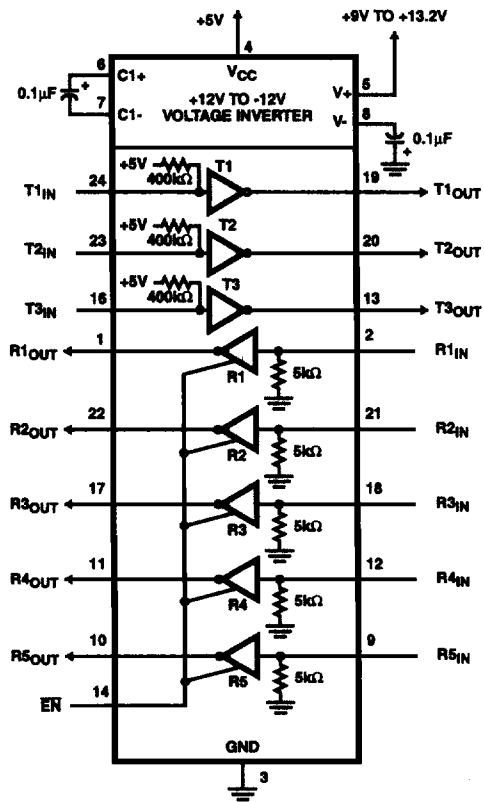 +5V
+9V TO +13.2V
4
6 C1+ VCC 5
0.1µF + +12V TO -12V V+
7 C1- VOLTAGE INVERTER V- 8
0.1µF
+
+5V T1
400kΩ
T1IN 24 19 T1OUT
+5V T2
400kΩ
T2IN 23 20 T2OUT
+5V T3
400kΩ
T3IN 16 13 T3OUT
R1OUT 1 2 R1IN
R1 5kΩ
R2OUT 22 21 R2IN
R2 5kΩ
R3OUT 17 18 R3IN
R3 5kΩ
R4OUT 11 12 R4IN
R4 5kΩ
R5OUT 10 9 R5IN
R5 5kΩ
EN 14
GND
3